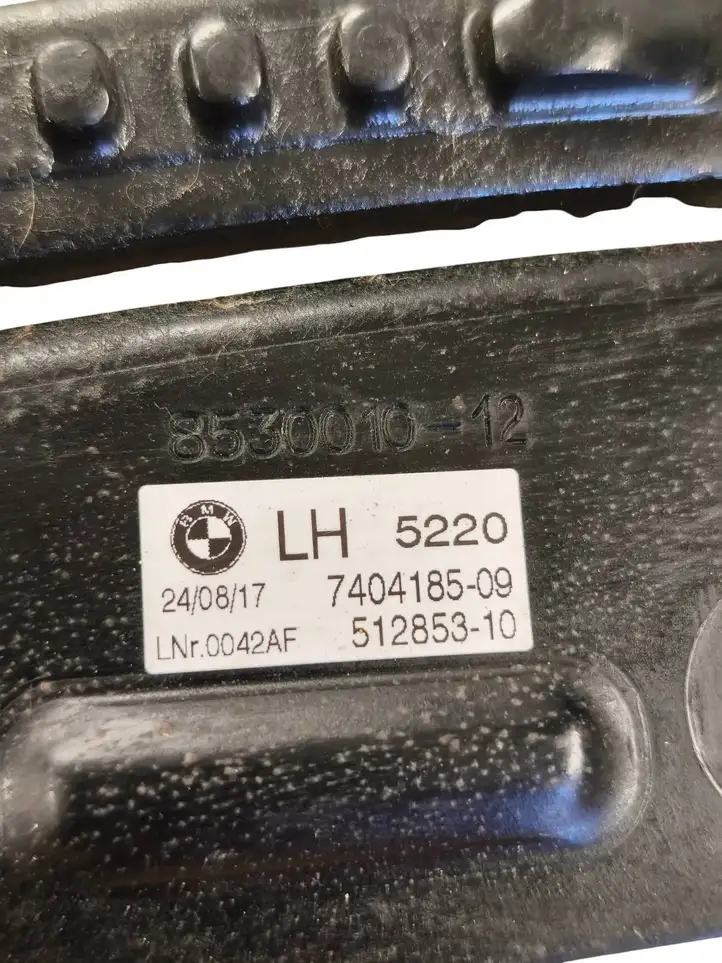 8530010-12
BMW
LH 5220
24/08/17 7404185-09
LNr.0042AF 512853-10